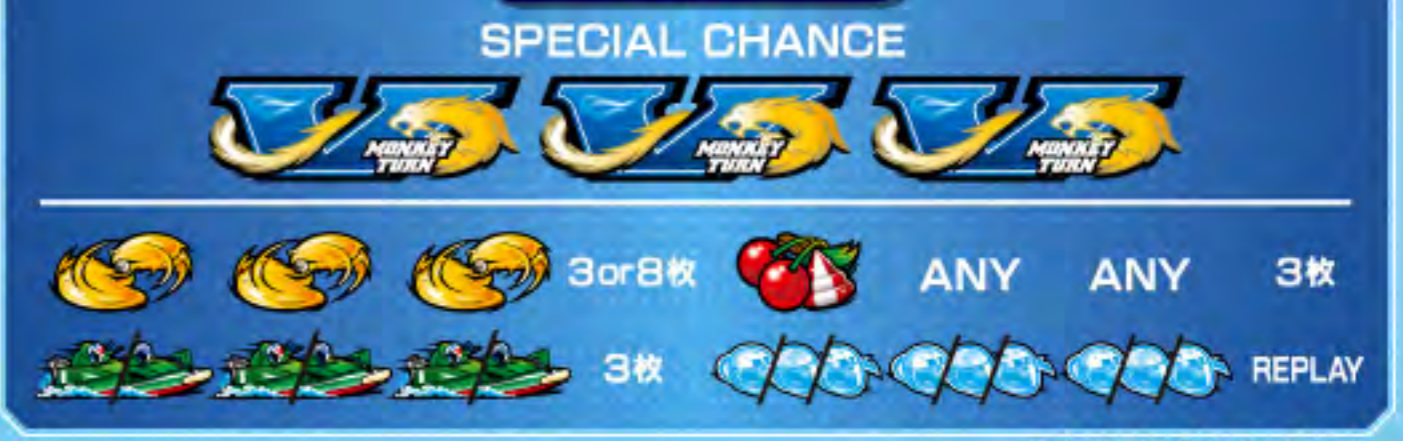 SPECIAL CHANCE
V MONKEY TURN V MONKEY TURN V MONKEY TURN
3or8枚 ANY ANY 3枚
3枚 REPLAY